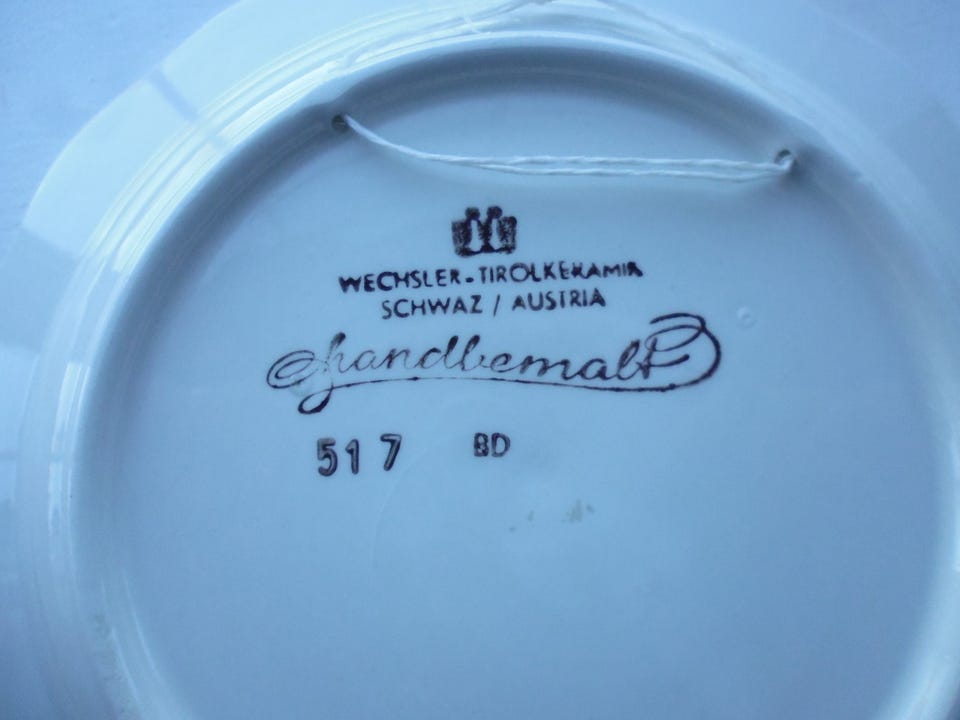 WECHSLER-TIROLKERAMIK
SCHWAZ / AUSTRIA
handbemalt
517 BD